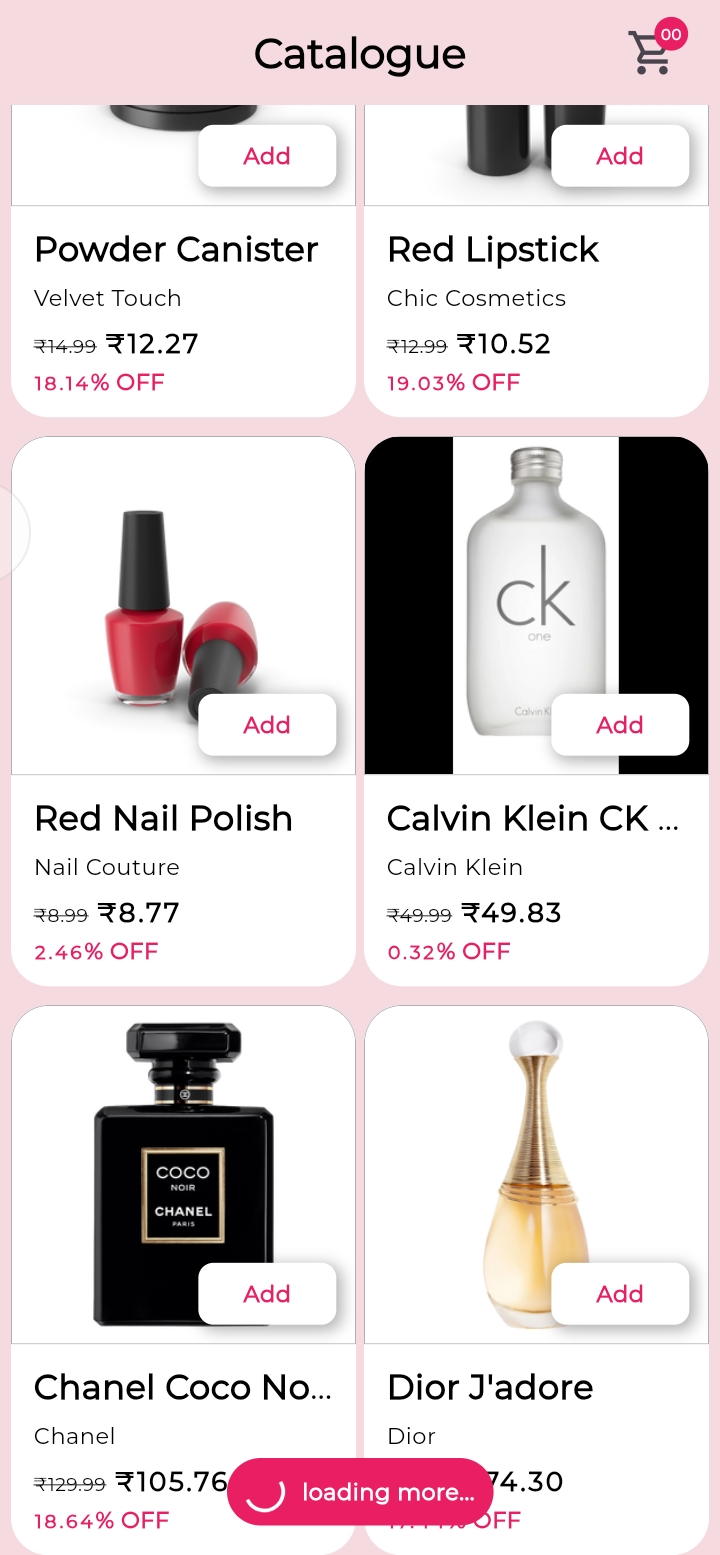 Catalogue
00
Add
Add
Powder Canister
Velvet Touch
₹14.99 ₹12.27
18.14% OFF
Red Lipstick
Chic Cosmetics
₹12.99 ₹10.52
19.03% OFF
ck
one
Calvin
Add
Add
Red Nail Polish
Nail Couture
₹8.99 ₹8.77
2.46% OFF
Calvin Klein CK ...
Calvin Klein
₹49.99 ₹49.83
0.32% OFF
COCO
NOIR
CHANEL
PARIS
Add
Add
Chanel Coco No...
Chanel
₹129.99 ₹105.76
18.64% OFF
Dior J'adore
Dior
74.30
OFF
loading more...